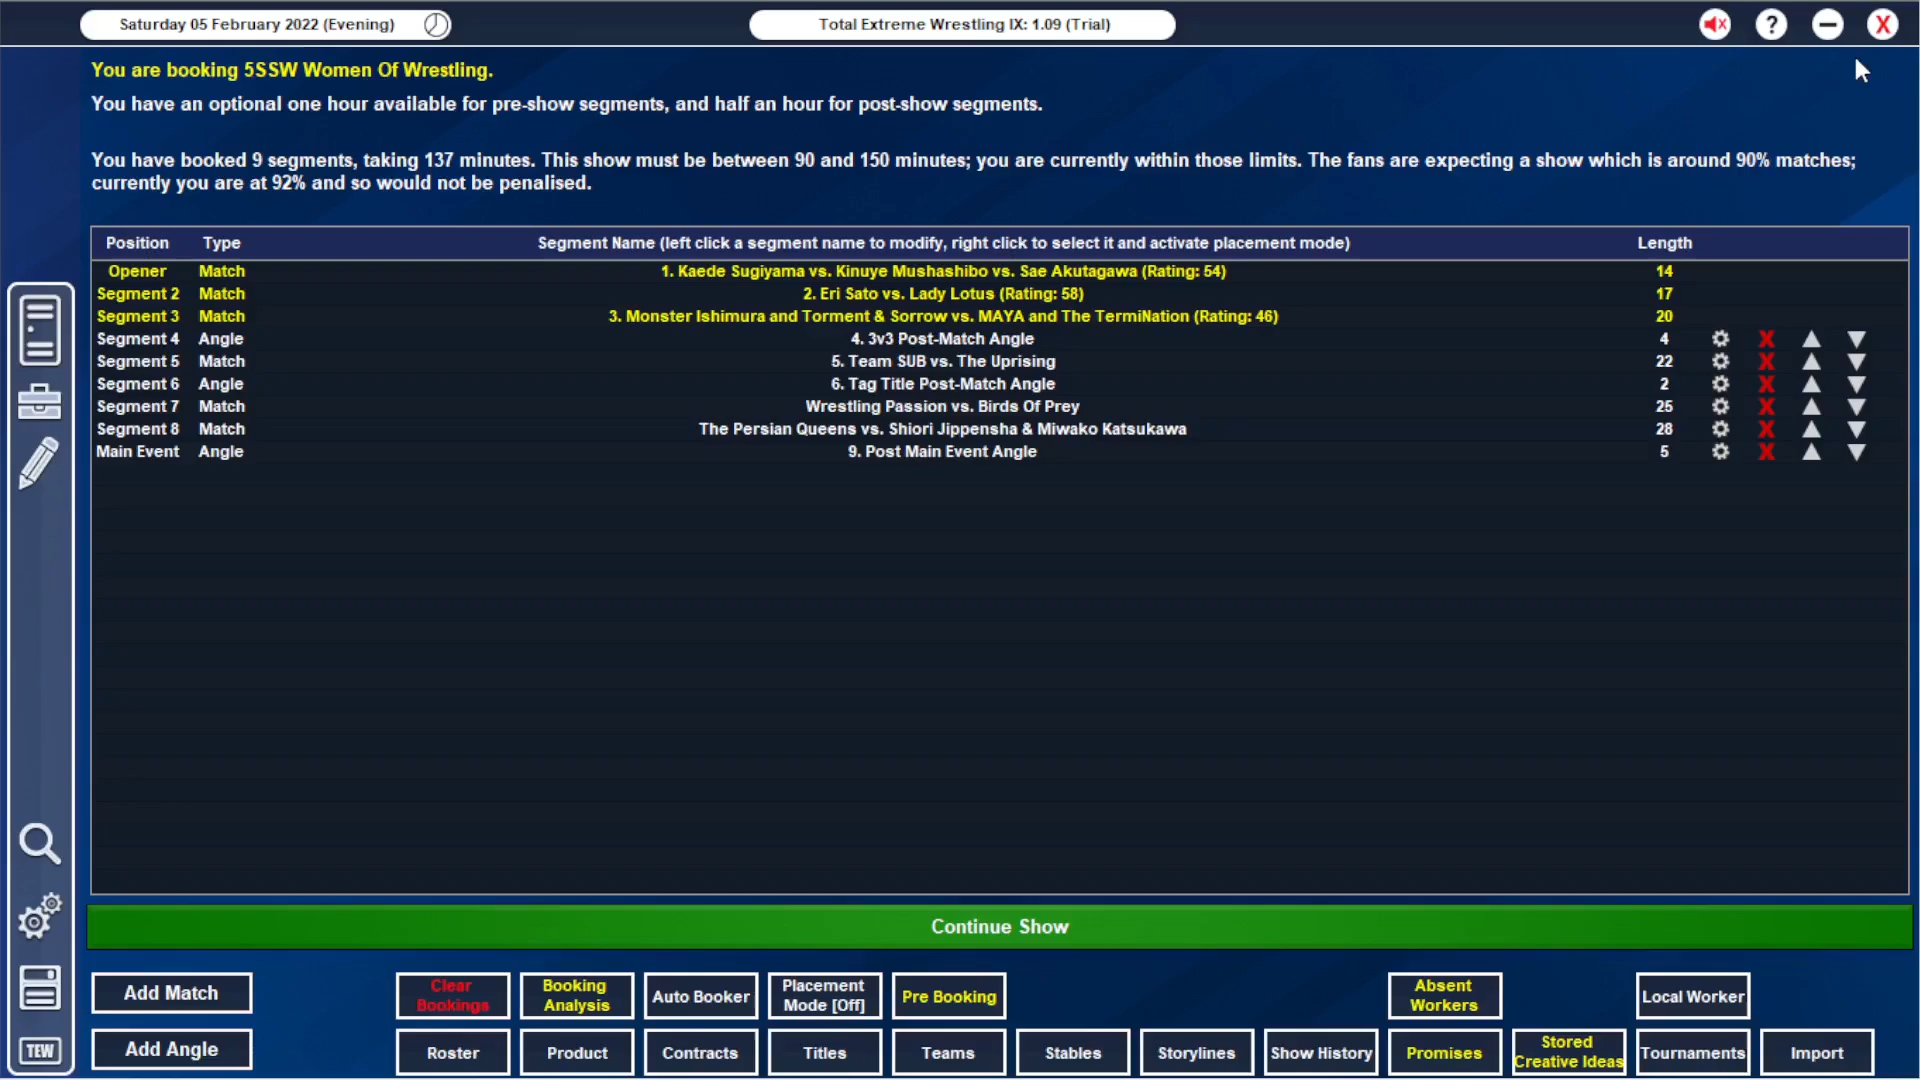 Saturday 05 February 2022 (Evening)
Total Extreme Wrestling IX: 1.09 (Trial)
?
X
You are booking 5SSW Women Of Wrestling.
You have an optional one hour available for pre-show segments, and half an hour for post-show segments.
You have booked 9 segments, taking 137 minutes. This show must be between 90 and 150 minutes; you are currently within those limits. The fans are expecting a show which is around 90% matches;
currently you are at 92% and so would not be penalised.
Position Type Segment Name (left click a segment name to modify, right click to select it and activate placement mode) Length
Opener Match 1. Kaede Sugiyama vs. Kinuye Mushashibo vs. Sae Akutagawa (Rating: 54) 14
Segment 2 Match 2. Eri Sato vs. Lady Lotus (Rating: 58) 17
Segment 3 Match 3. Monster Ishimura and Torment & Sorrow vs. MAYA and The TermiNation (Rating: 46) 20
Segment 4 Angle 4. 3v3 Post-Match Angle 4 X
Segment 5 Match 5. Team SUB vs. The Uprising 22 X
Segment 6 Angle 6. Tag Title Post-Match Angle 2 X
Segment 7 Match Wrestling Passion vs. Birds Of Prey 25 X
Segment 8 Match The Persian Queens vs. Shiori Jippensha & Miwako Katsukawa 28 X
Main Event Angle 9. Post Main Event Angle 5 X
Continue Show
Add Match
Clear
Bookings
Booking
Analysis
Auto Booker
Placement
Mode [Off]
Pre Booking
Absent
Workers
Local Worker
TEW
Add Angle
Roster
Product
Contracts
Titles
Teams
Stables
Storylines
Show History
Promises
Stored
Creative Ideas
Tournaments
Import